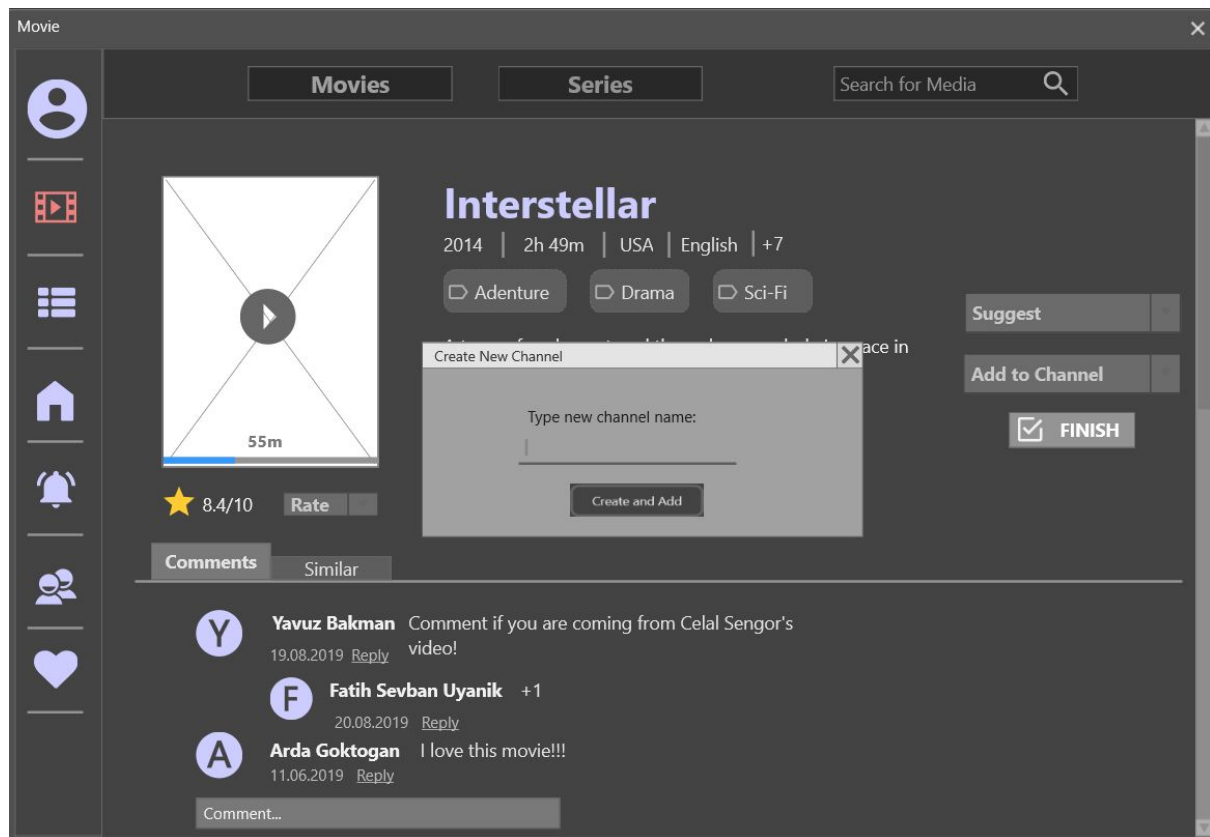 Movie
Movies
Series
Search for Media
Interstellar
2014 | 2h 49m | USA | English | +7
Adenture
Drama
Sci-Fi
ace in
Suggest
Add to Channel
FINISH
Create New Channel
Type new channel name:
Create and Add
55m
8.4/10
Rate
Comments
Similar
Y
Yavuz Bakman Comment if you are coming from Celal Sengor's
19.08.2019 Reply video!
F
Fatih Sevban Uyanik +1
20.08.2019 Reply
A
Arda Goktogan I love this movie!!!
11.06.2019 Reply
Comment...